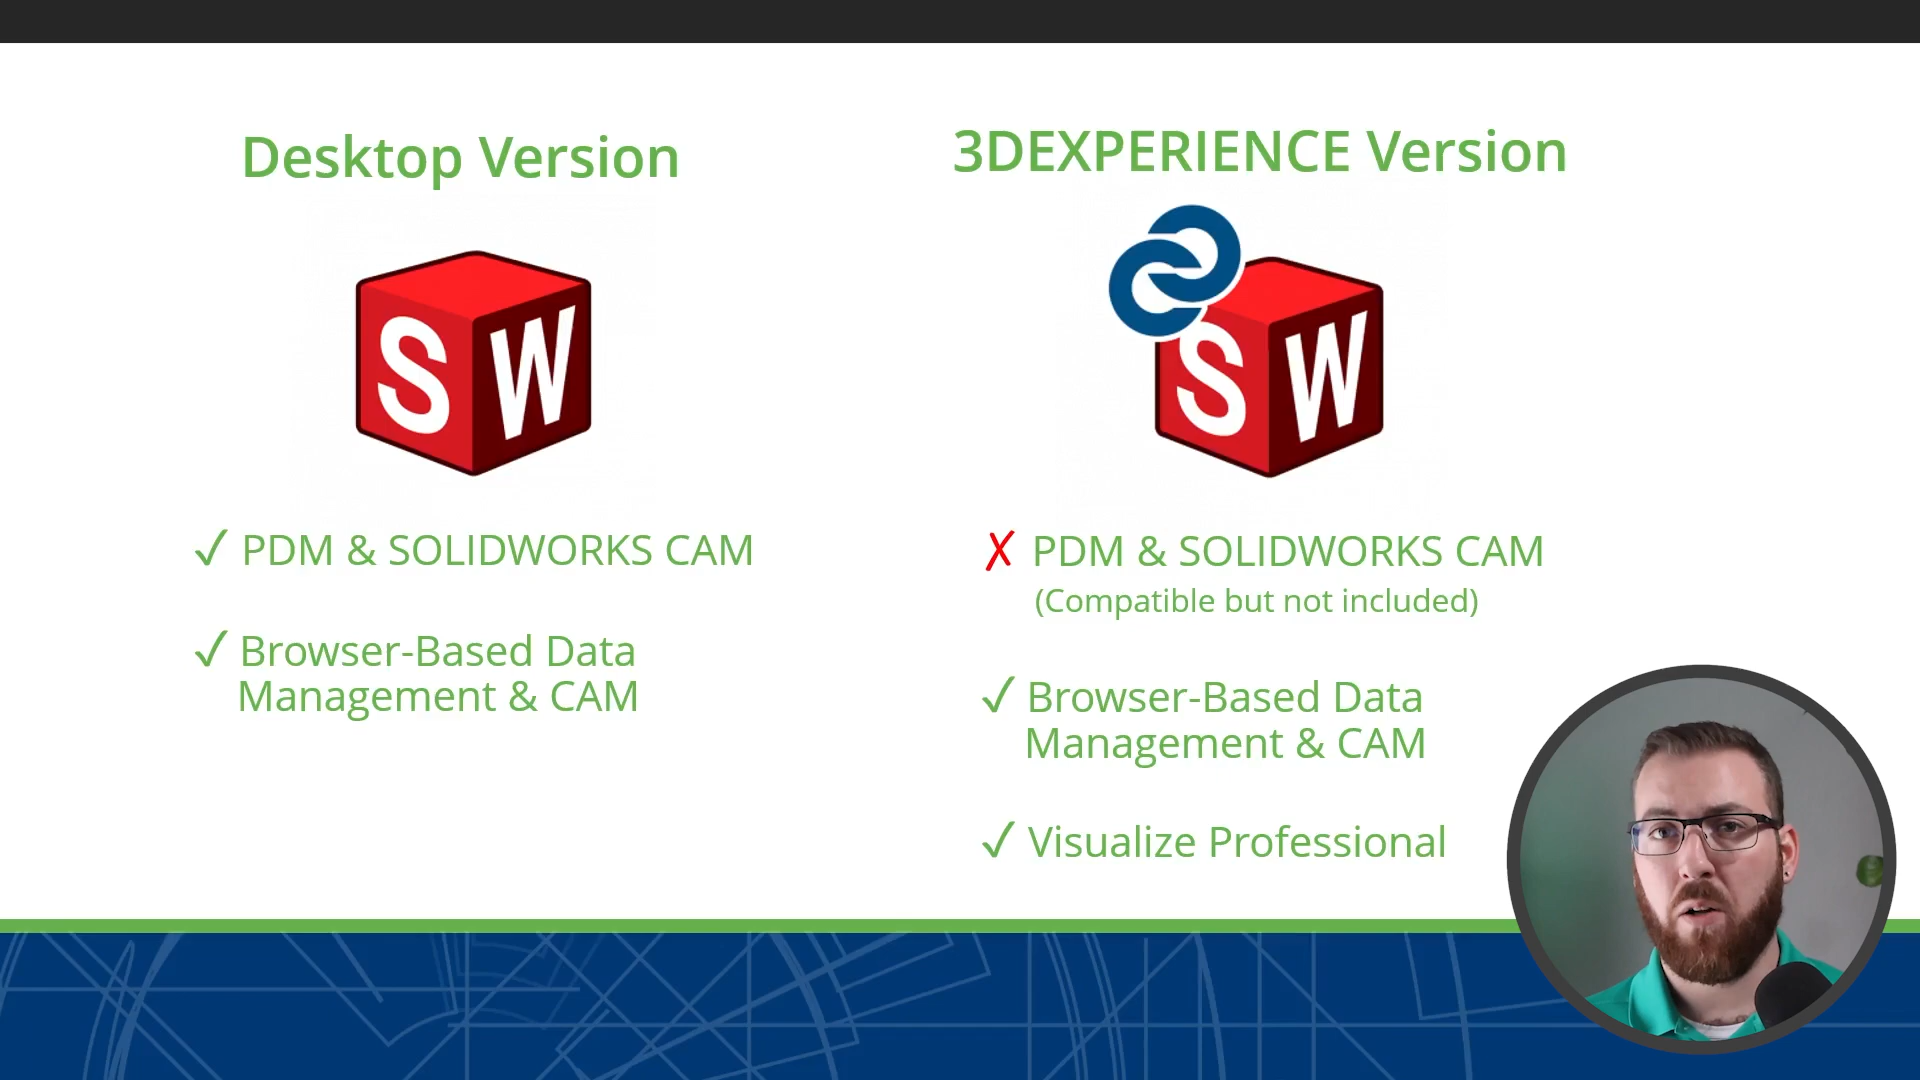 Desktop Version
SW
✓ PDM & SOLIDWORKS CAM
✓ Browser-Based Data
Management & CAM
3DEXPERIENCE Version
SW
✗ PDM & SOLIDWORKS CAM
(Compatible but not included)
✓ Browser-Based Data
Management & CAM
✓ Visualize Professional